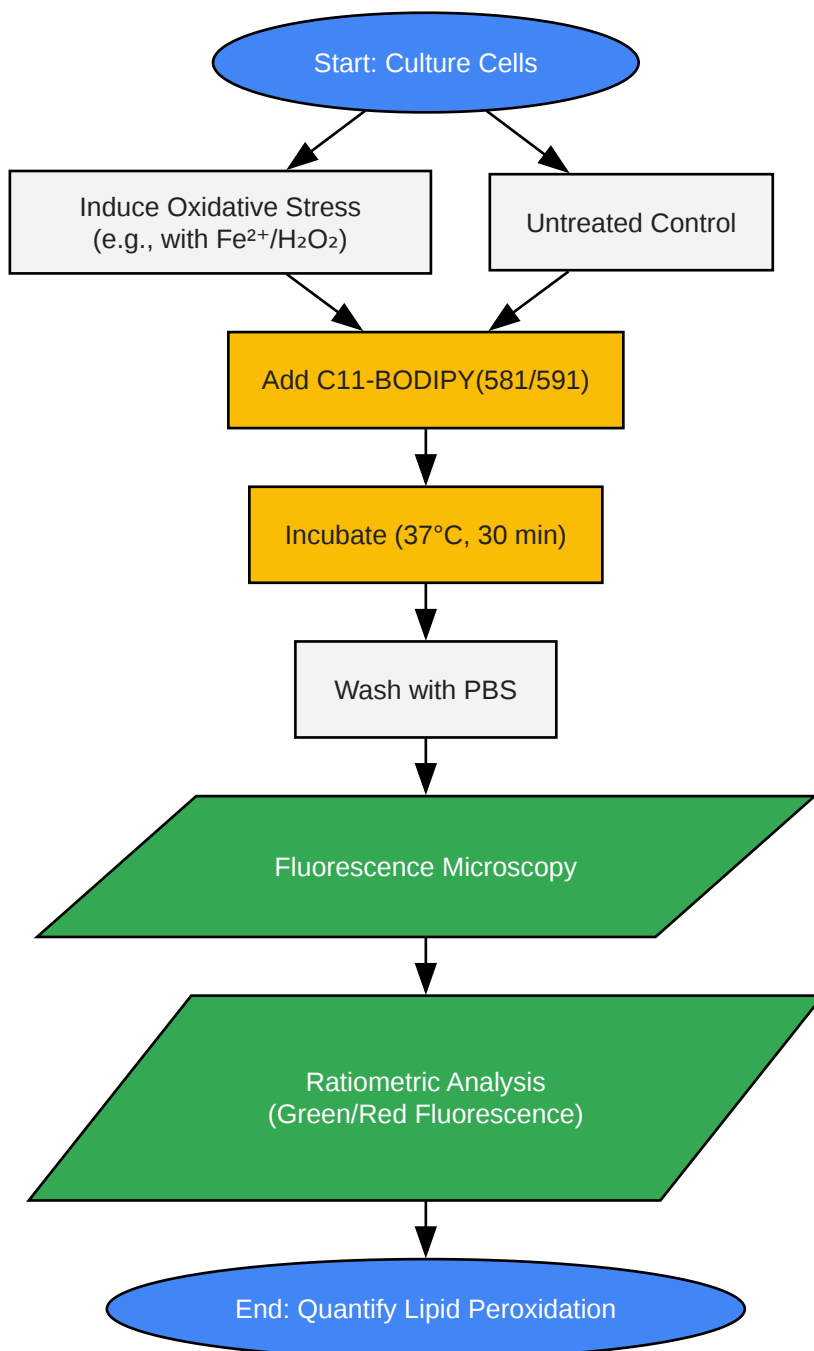 Start: Culture Cells
Induce Oxidative Stress
(e.g., with Fe²⁺/H₂O₂)
Untreated Control
Add C11-BODIPY(581/591)
Incubate (37°C, 30 min)
Wash with PBS
Fluorescence Microscopy
Ratiometric Analysis
(Green/Red Fluorescence)
End: Quantify Lipid Peroxidation